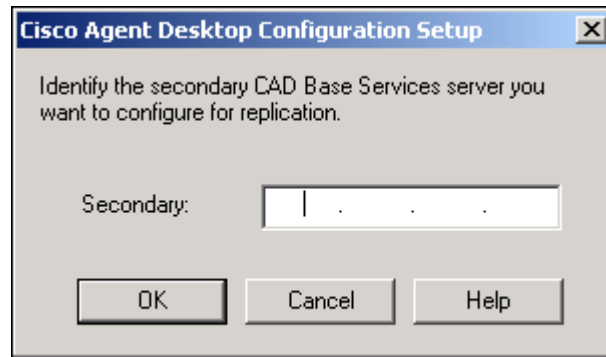 Cisco Agent Desktop Configuration Setup
Identify the secondary CAD Base Services server you
want to configure for replication.
Secondary: . . .
OK Cancel Help